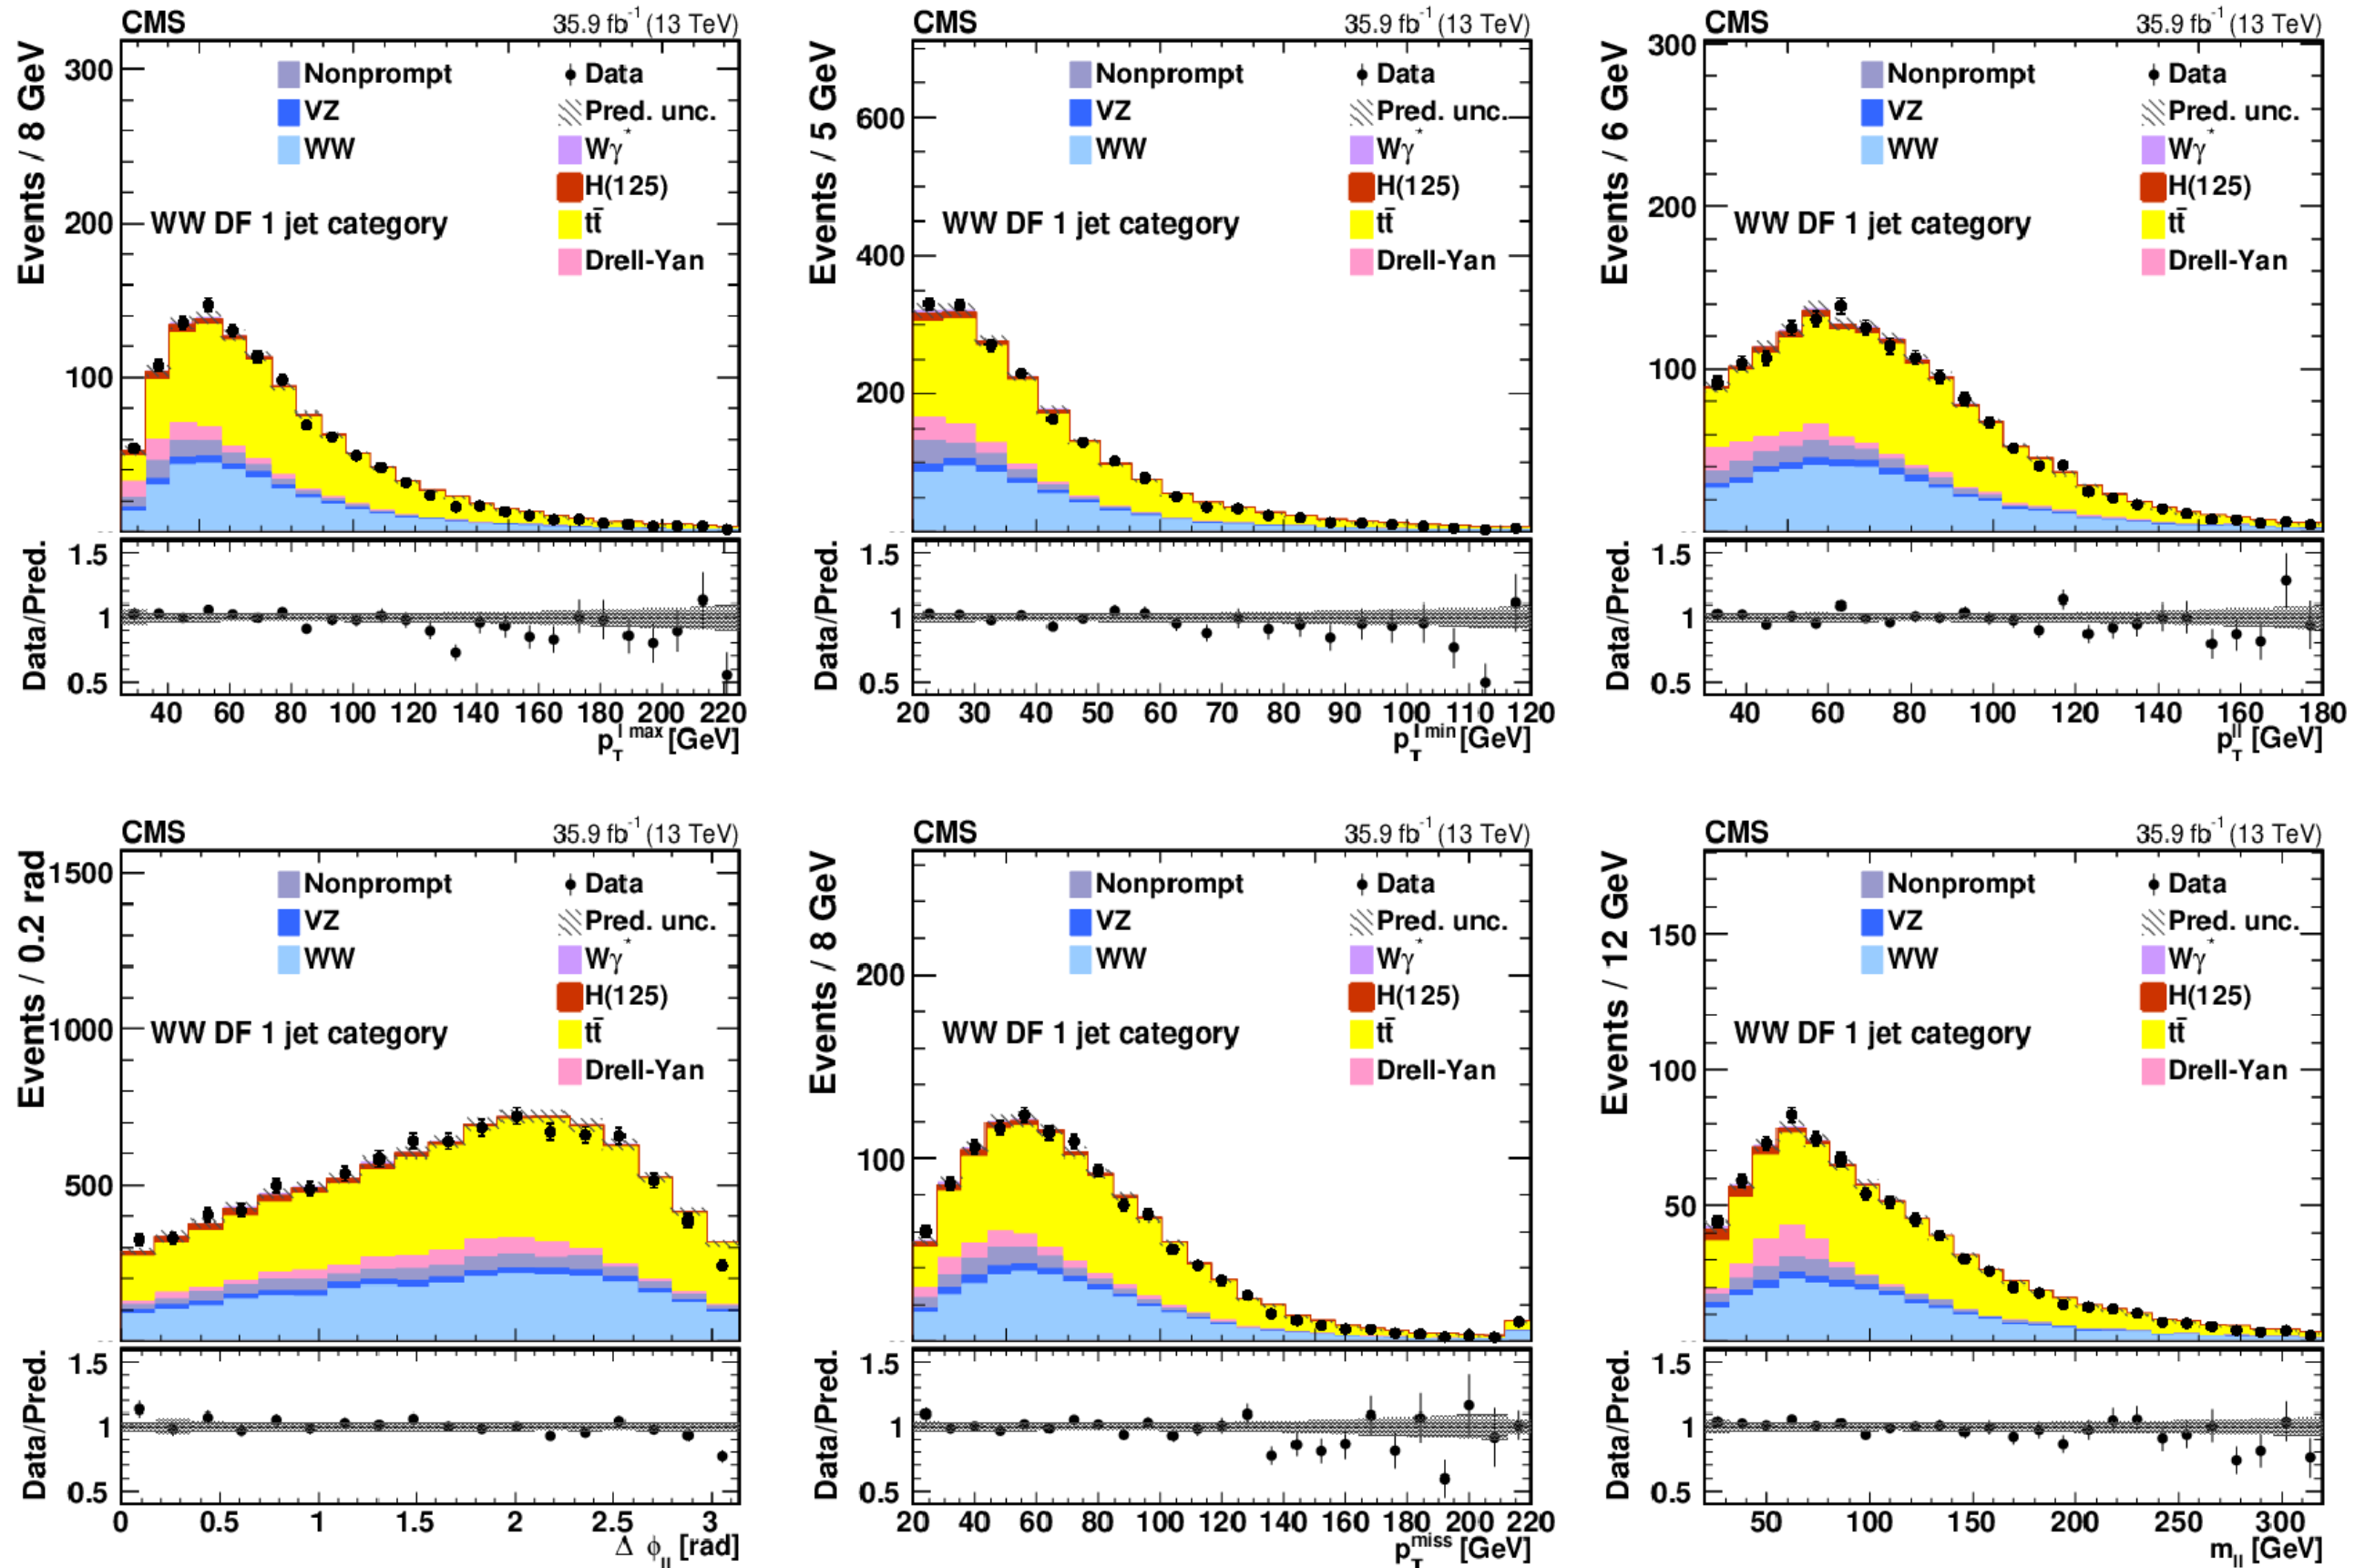 CMS 35.9 fb-1 (13 TeV)
Events / 8 GeV
300
200
100
Nonprompt
VZ
WW
Data
Pred. unc.
Wγ*
H(125)
tt̄
Drell-Yan
WW DF 1 jet category
Data/Pred.
1.5
1
0.5
40 60 80 100 120 140 160 180 200 220
pT l max [GeV]
CMS 35.9 fb-1 (13 TeV)
Events / 5 GeV
600
400
200
Nonprompt
VZ
WW
Data
Pred. unc.
Wγ*
H(125)
tt̄
Drell-Yan
WW DF 1 jet category
Data/Pred.
1.5
1
0.5
20 30 40 50 60 70 80 90 100 110 120
pT l min [GeV]
CMS 35.9 fb-1 (13 TeV)
Events / 6 GeV
300
200
100
Nonprompt
VZ
WW
Data
Pred. unc.
Wγ*
H(125)
tt̄
Drell-Yan
WW DF 1 jet category
Data/Pred.
1.5
1
0.5
40 60 80 100 120 140 160 180
pT ll [GeV]
CMS 35.9 fb-1 (13 TeV)
Events / 0.2 rad
1500
1000
500
Nonprompt
VZ
WW
Data
Pred. unc.
Wγ*
H(125)
tt̄
Drell-Yan
WW DF 1 jet category
Data/Pred.
1.5
1
0.5
0 0.5 1 1.5 2 2.5 3
Δ ϕll [rad]
CMS 35.9 fb-1 (13 TeV)
Events / 8 GeV
200
100
Nonprompt
VZ
WW
Data
Pred. unc.
Wγ*
H(125)
tt̄
Drell-Yan
WW DF 1 jet category
Data/Pred.
1.5
1
0.5
20 40 60 80 100 120 140 160 180 200 220
pT miss [GeV]
CMS 35.9 fb-1 (13 TeV)
Events / 12 GeV
150
100
50
Nonprompt
VZ
WW
Data
Pred. unc.
Wγ*
H(125)
tt̄
Drell-Yan
WW DF 1 jet category
Data/Pred.
1.5
1
0.5
50 100 150 200 250 300
mll [GeV]